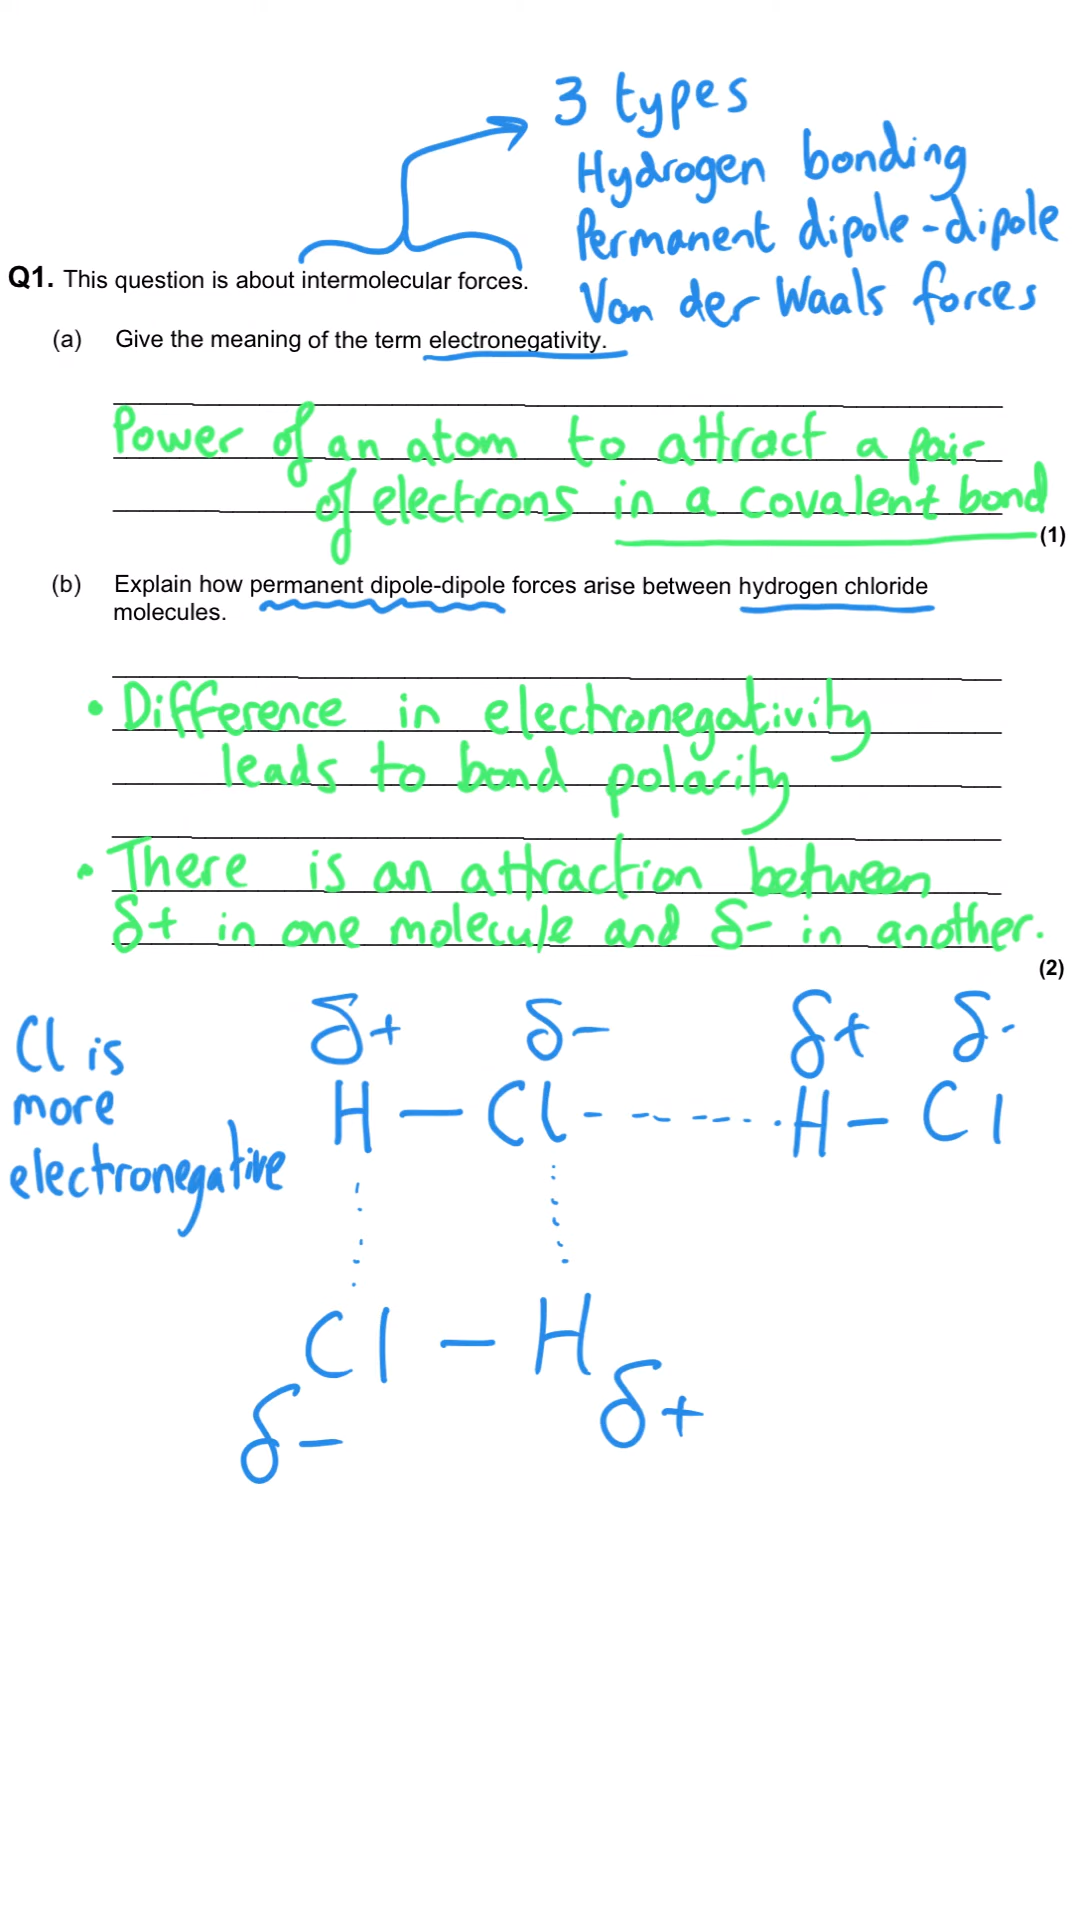 3 types
Hydrogen bonding
Permanent dipole-dipole
Van der Waals forces
Q1. This question is about intermolecular forces.
(a) Give the meaning of the term electronegativity.
Power of an atom to attract a pair
of electrons in a covalent bond
(1)
(b) Explain how permanent dipole-dipole forces arise between hydrogen chloride
molecules.
• Difference in electronegativity
leads to bond polarity
• There is an attraction between
δ+ in one molecule and δ- in another.
(2)
Cl is
more
electronegative
δ+ δ- δ+ δ-
H — Cl - - - - - - - H — Cl
Cl — H
δ- δ+